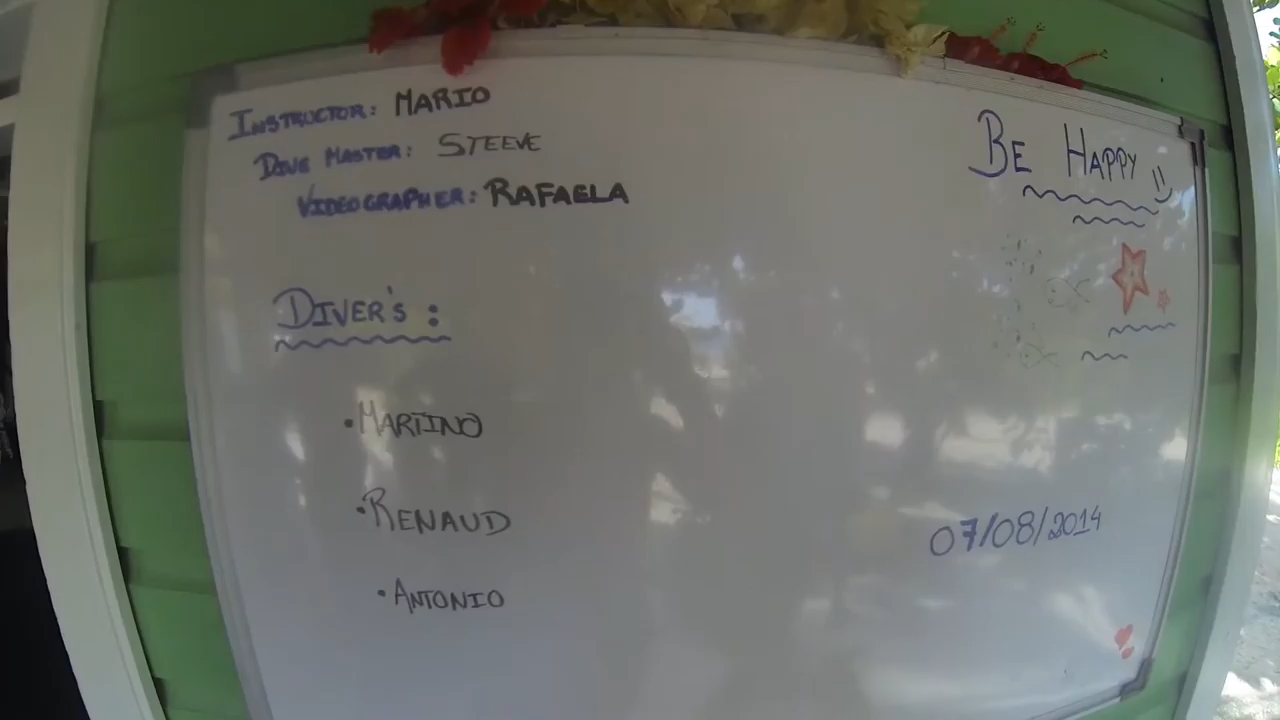 INSTRUCTOR: MARIO
DIVE MASTER: STEEVE
VIDEOGRAPHER: RAFAELA
BE HAPPY
DIVER'S :
•MARTINO
•RENAUD
•ANTONIO
07/08/2014